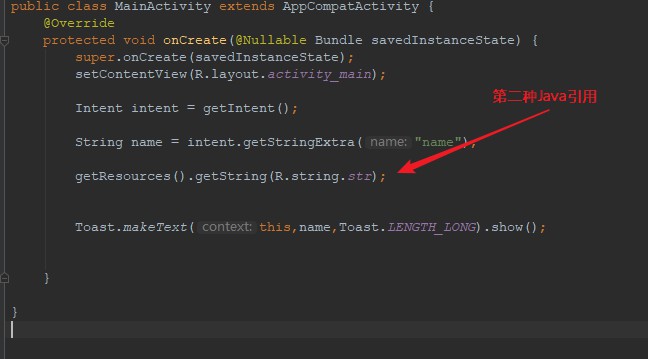 public class MainActivity extends AppCompatActivity {
@Override
protected void onCreate(@Nullable Bundle savedInstanceState) {
super.onCreate(savedInstanceState);
setContentView(R.layout.activity_main);
Intent intent = getIntent();
第二种Java引用
String name = intent.getStringExtra( name: "name");
getResources().getString(R.string.str);
Toast.makeText( context: this,name,Toast.LENGTH_LONG).show();
}
}